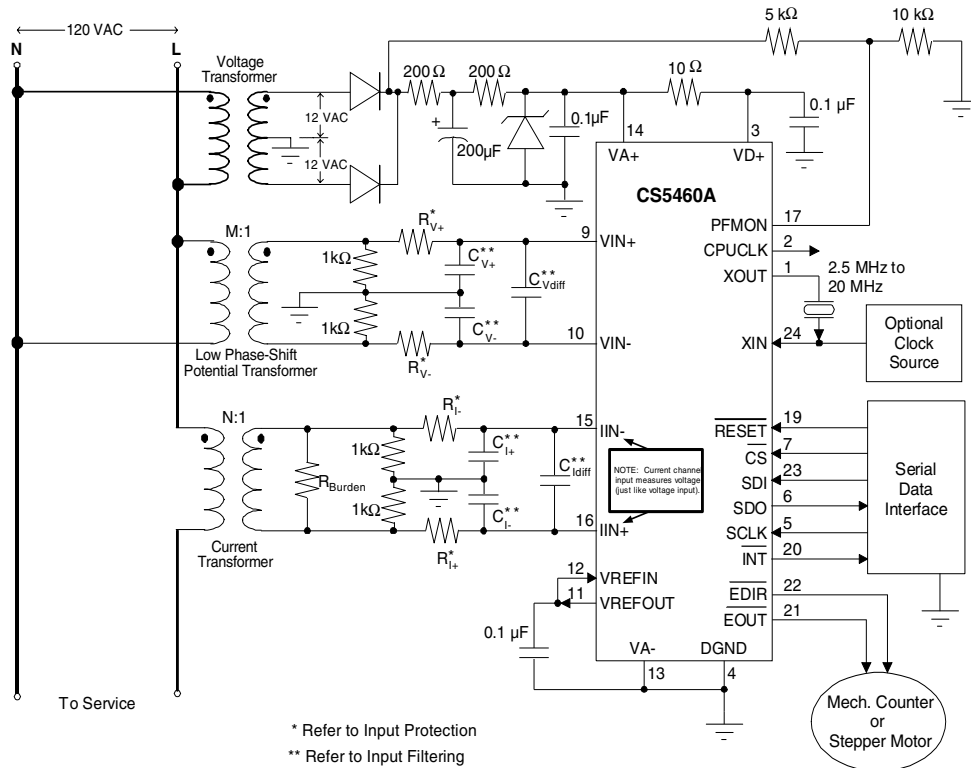 120 VAC
N
L
Voltage
Transformer
12 VAC
12 VAC
200 Ω
200 Ω
+
200µF
0.1µF
10 Ω
0.1 µF
5 kΩ
10 kΩ
14
3
VA+
VD+
CS5460A
M:1
Low Phase-Shift
Potential Transformer
1kΩ
1kΩ
R*V+
R*V-
C**V+
C**V-
C**Vdiff
9
VIN+
10
VIN-
PFMON
17
CPUCLK
2
XOUT
1
2.5 MHz to
20 MHz
XIN
24
Optional
Clock
Source
N:1
Current
Transformer
RBurden
1kΩ
1kΩ
R*I-
R*I+
C**I+
C**I-
C**Idiff
15
IIN-
16
IIN+
NOTE: Current channel
input measures voltage
(just like voltage input).
RESET
19
CS
7
SDI
23
SDO
6
SCLK
5
INT
20
Serial
Data
Interface
12
VREFIN
11
VREFOUT
0.1 µF
EDIR
22
EOUT
21
VA-
DGND
13
4
Mech. Counter
or
Stepper Motor
To Service
* Refer to Input Protection
** Refer to Input Filtering